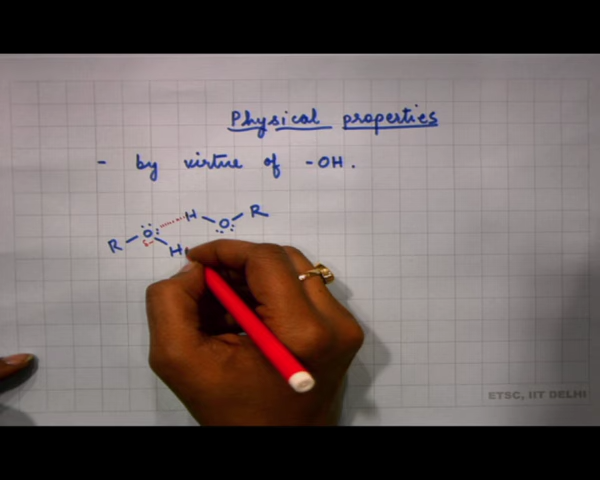 Physical properties
- by virtue of -OH.
H - O - R
R - O
δ-
H
ETSC, IIT DELHI